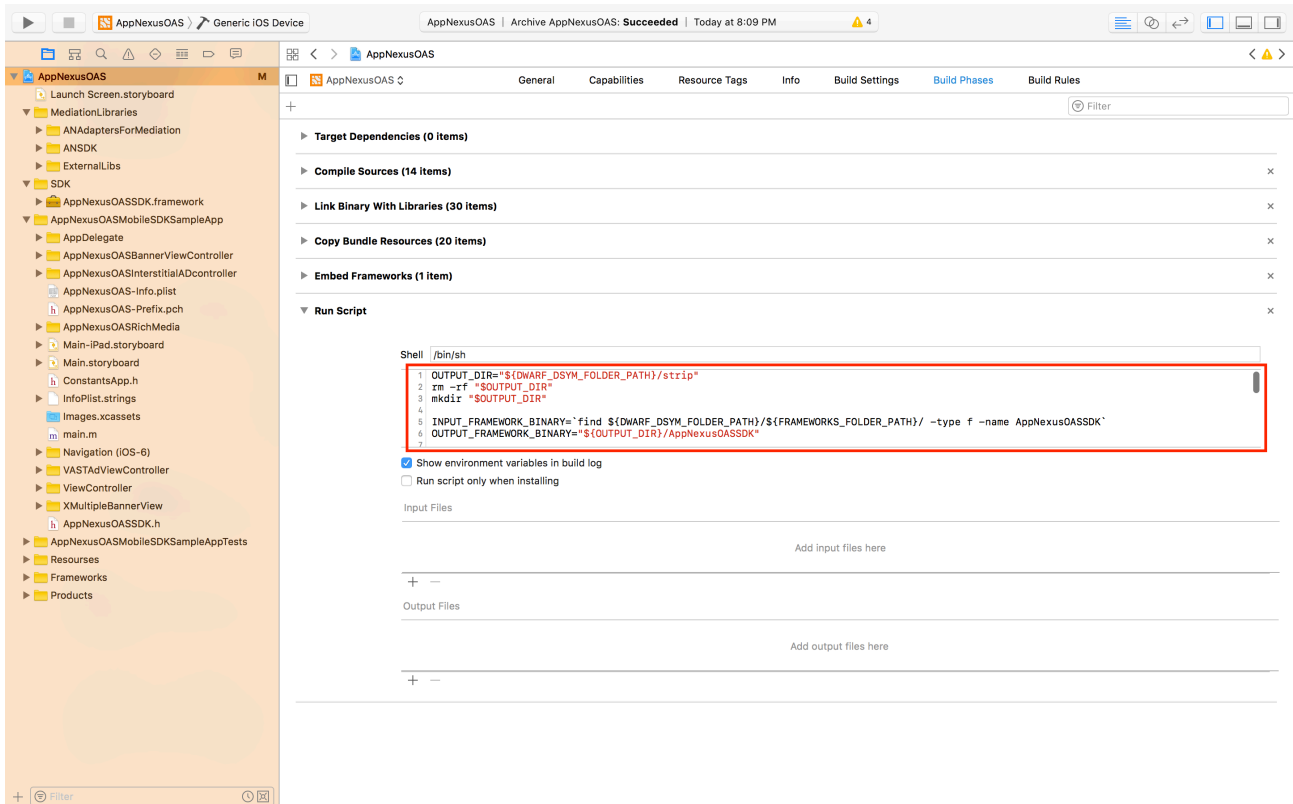 AppNexusOAS 〉 Generic iOS Device
AppNexusOAS | Archive AppNexusOAS: Succeeded | Today at 8:09 PM
4
AppNexusOAS
AppNexusOAS M
Launch Screen.storyboard
MediationLibraries
ANAdaptersForMediation
ANSDK
ExternalLibs
SDK
AppNexusOASSDK.framework
AppNexusOASMobileSDKSampleApp
AppDelegate
AppNexusOASBannerViewController
AppNexusOASInterstitialADcontroller
AppNexusOAS-Info.plist
h AppNexusOAS-Prefix.pch
AppNexusOASRichMedia
Main-iPad.storyboard
Main.storyboard
h ConstantsApp.h
InfoPlist.strings
Images.xcassets
m main.m
Navigation (iOS-6)
VASTAdViewController
ViewController
XMultipleBannerView
h AppNexusOASSDK.h
AppNexusOASMobileSDKSampleAppTests
Resourses
Frameworks
Products
Filter
AppNexusOAS General Capabilities Resource Tags Info Build Settings Build Phases Build Rules
Filter
Target Dependencies (0 items)
Compile Sources (14 items)
Link Binary With Libraries (30 items)
Copy Bundle Resources (20 items)
Embed Frameworks (1 item)
Run Script
Shell /bin/sh
1 OUTPUT_DIR="${DWARF_DSYM_FOLDER_PATH}/strip"
2 rm -rf "$OUTPUT_DIR"
3 mkdir "$OUTPUT_DIR"
4
5 INPUT_FRAMEWORK_BINARY=`find ${DWARF_DSYM_FOLDER_PATH}/${FRAMEWORKS_FOLDER_PATH}/ -type f -name AppNexusOASSDK`
6 OUTPUT_FRAMEWORK_BINARY="${OUTPUT_DIR}/AppNexusOASSDK"
7
Show environment variables in build log
Run script only when installing
Input Files
Add input files here
Output Files
Add output files here